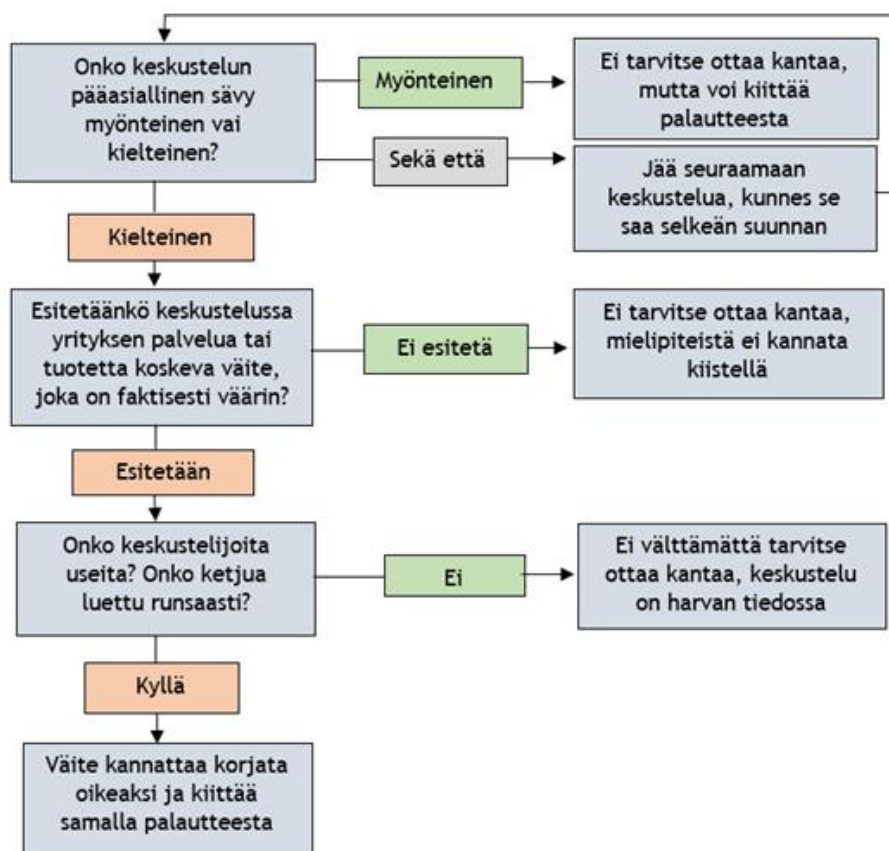 Onko keskustelun
pääasiallinen sävy
myönteinen vai
kielteinen?
Myönteinen
Ei tarvitse ottaa kantaa,
mutta voi kiittää
palautteesta
Sekä että
Jää seuraamaan
keskustelua, kunnes se
saa selkeän suunnan
Kielteinen
Esitetäänkö keskustelussa
yrityksen palvelua tai
tuotetta koskeva väite,
joka on faktisesti väärin?
Ei esitetä
Ei tarvitse ottaa kantaa,
mielipiteistä ei kannata
kiistellä
Esitetään
Onko keskustelijoita
useita? Onko ketjua
luettu runsaasti?
Ei
Ei välttämättä tarvitse
ottaa kantaa, keskustelu
on harvan tiedossa
Kyllä
Väite kannattaa korjata
oikeaksi ja kiittää
samalla palautteesta